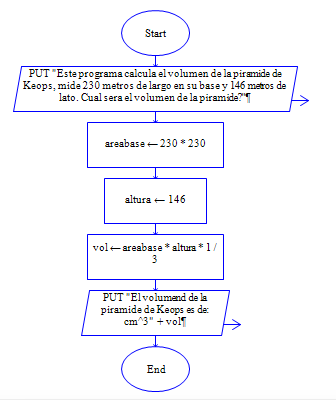 Start
PUT "Este programa calcula el volumen de la piramide de
Keops, mide 230 metros de largo en su base y 146 metros de
lato. Cual sera el volumen de la piramide?"¶
areabase ← 230 * 230
altura ← 146
vol ← areabase * altura * 1 /
3
PUT "El volumend de la
piramide de Keops es de:
cm^3" + vol¶
End